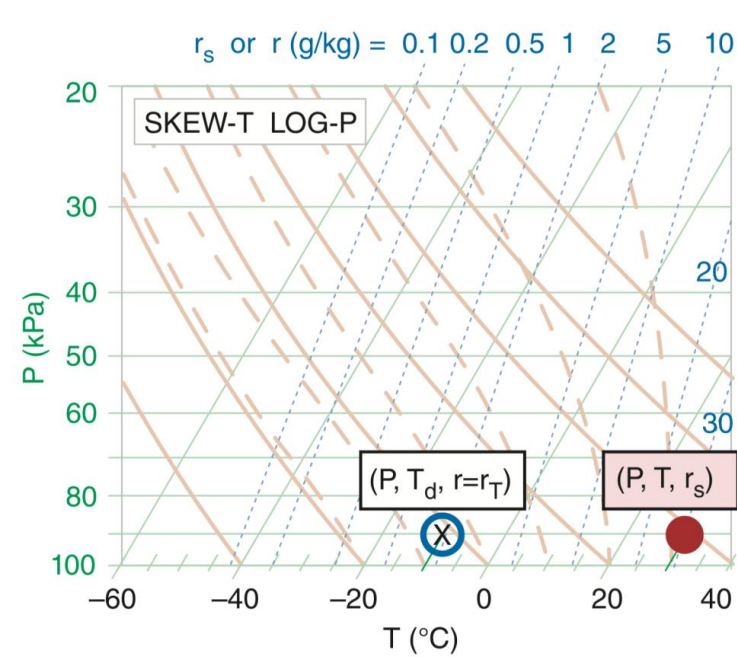 rs or r (g/kg) = 0.1 0.2 0.5 1 2 5 10
20
SKEW-T LOG-P
30
20
40
P (kPa)
50
60
30
(P, Td, r=rT)
(P, T, rs)
80
X
100
–60 –40 –20 0 20 40
T (°C)